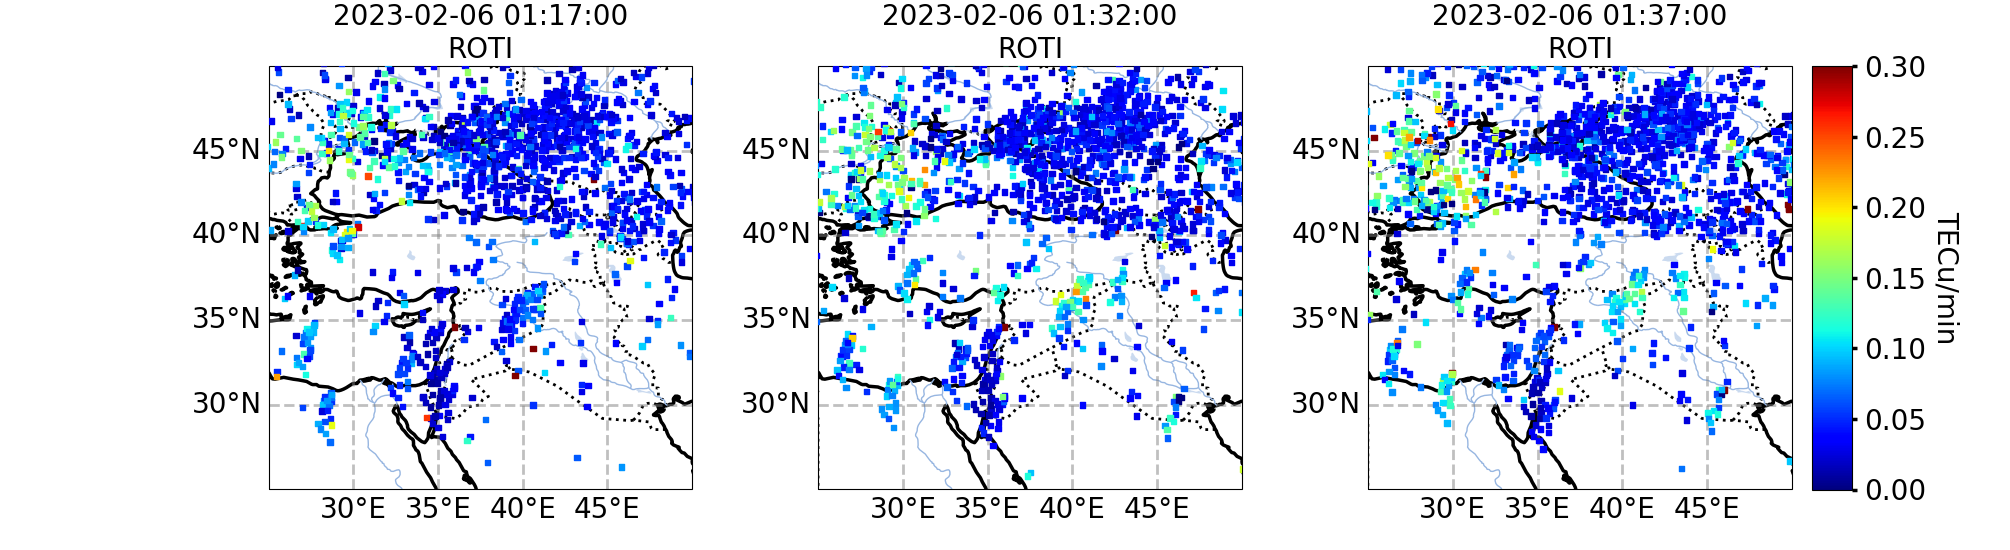 2023-02-06 01:17:00
ROTI
2023-02-06 01:32:00
ROTI
2023-02-06 01:37:00
ROTI
45°N
40°N
35°N
30°N
30°E 35°E 40°E 45°E
45°N
40°N
35°N
30°N
30°E 35°E 40°E 45°E
45°N
40°N
35°N
30°N
30°E 35°E 40°E 45°E
0.30
0.25
0.20
0.15
0.10
0.05
0.00
TECu/min